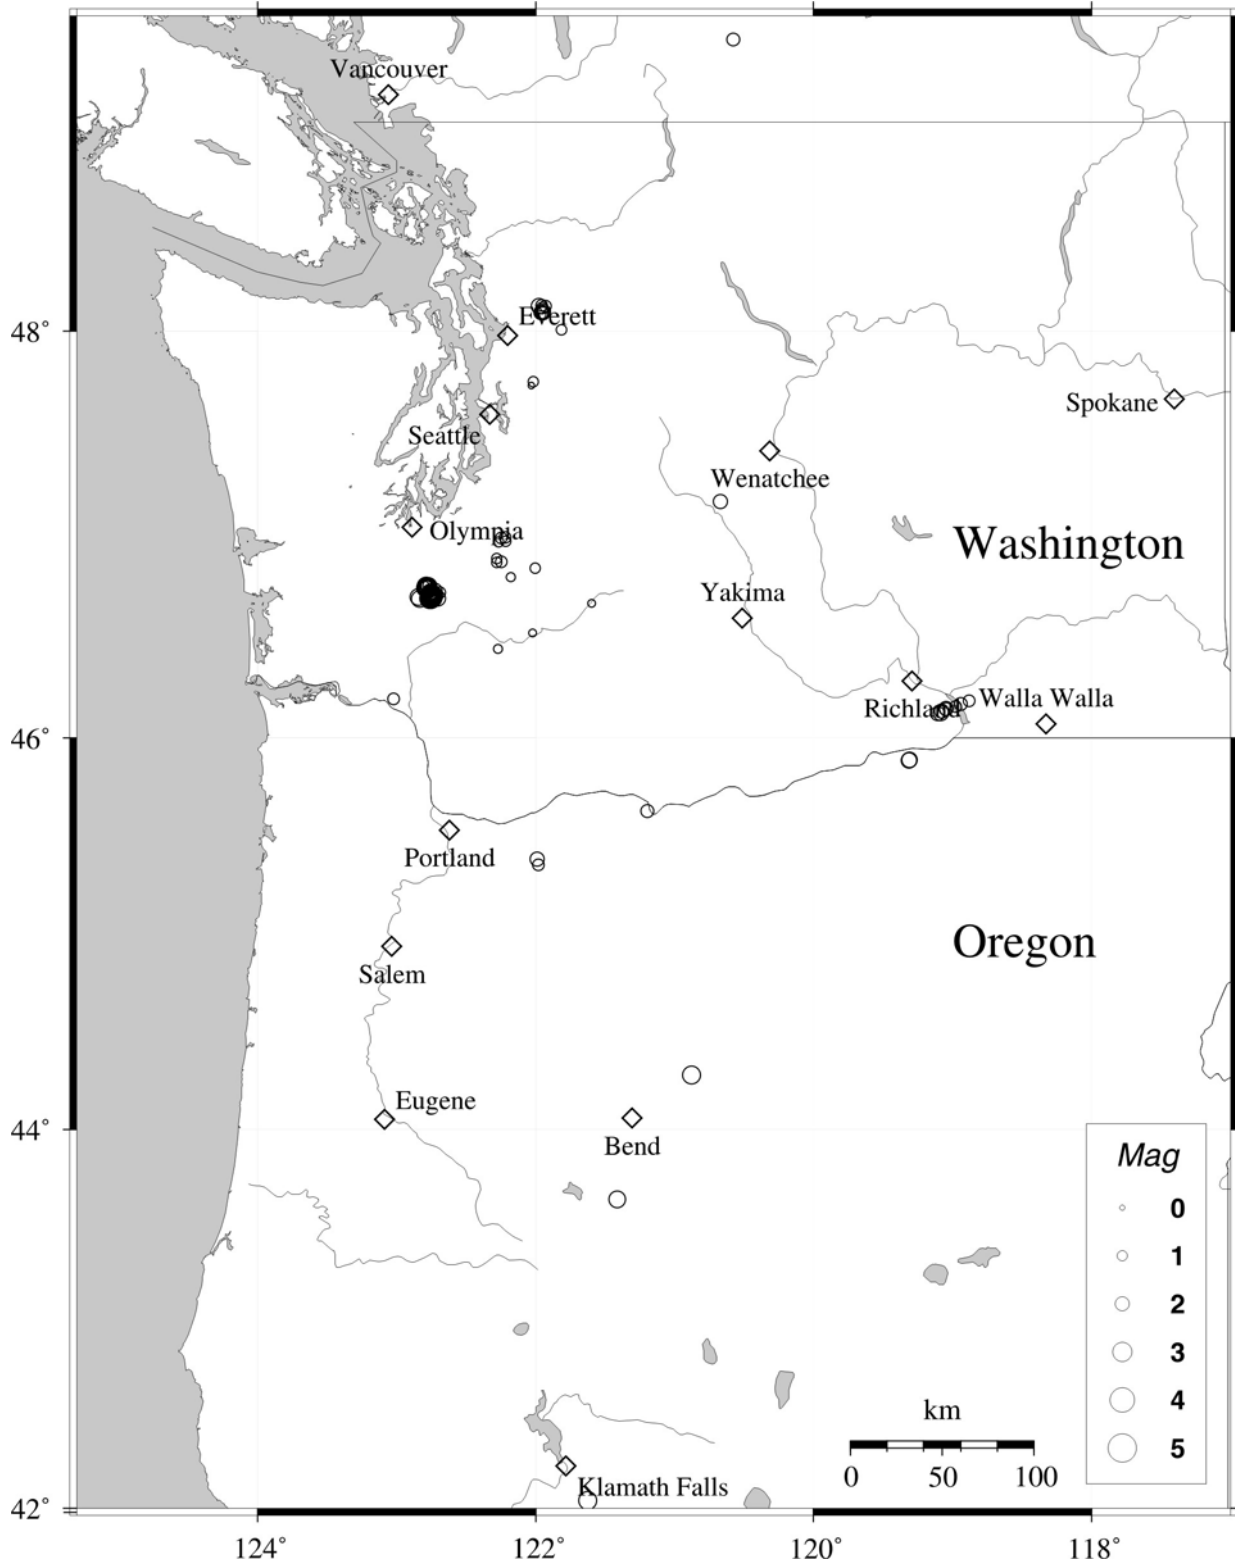 Vancouver
Everett
48°
Spokane
Seattle
Wenatchee
Olympia
Washington
Yakima
Walla Walla
Richland
46°
Portland
Oregon
Salem
Eugene
44°
Bend
Mag
0
1
2
3
4
5
km
0 50 100
Klamath Falls
42°
124° 122° 120° 118°